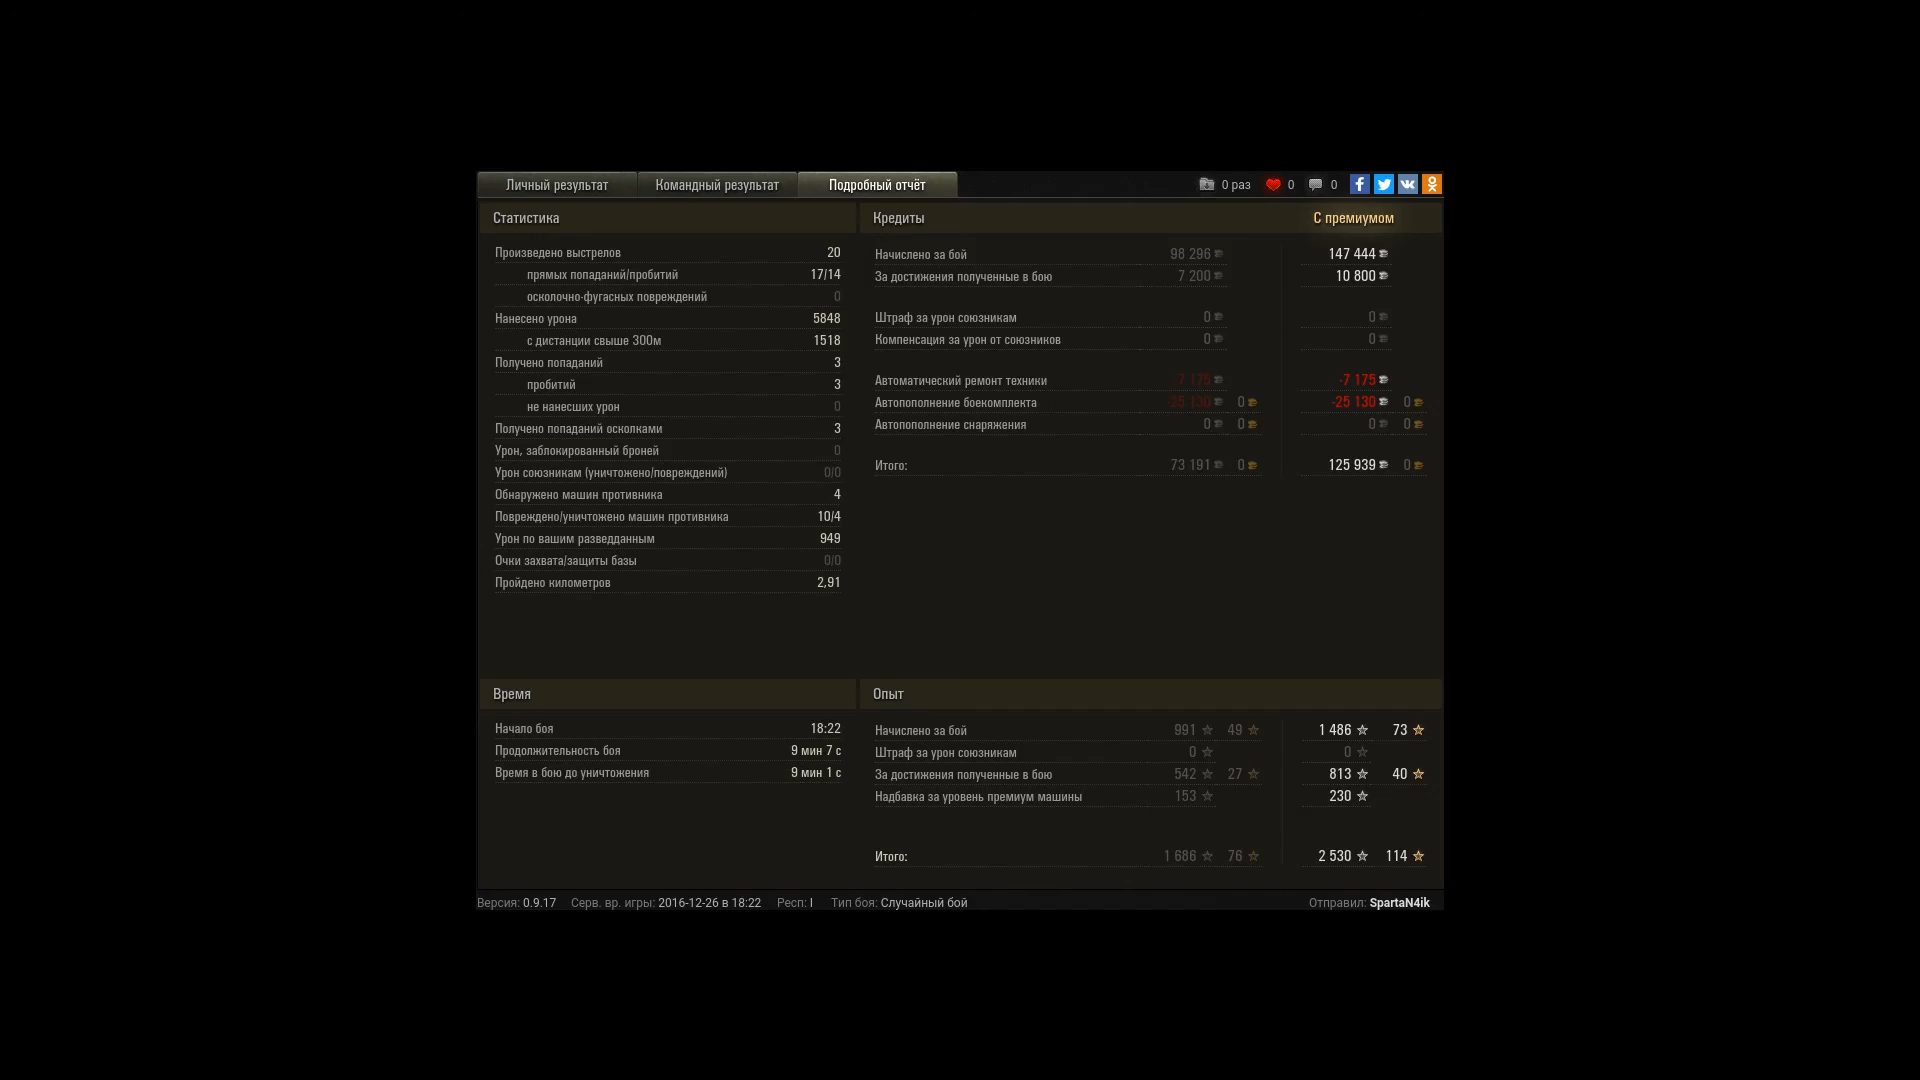 Личный результат Командный результат Подробный отчёт 0 раз 0 0
Статистика
Произведено выстрелов 20
прямых попаданий/пробитий 17/14
осколочно-фугасных повреждений 0
Нанесено урона 5848
с дистанции свыше 300м 1518
Получено попаданий 3
пробитий 3
не нанесших урон 0
Получено попаданий осколками 3
Урон, заблокированный броней 0
Урон союзникам (уничтожено/повреждений) 0/0
Обнаружено машин противника 4
Повреждено/уничтожено машин противника 10/4
Урон по вашим разведданным 949
Очки захвата/защиты базы 0/0
Пройдено километров 2,91
Кредиты С премиумом
Начислено за бой 98 296 147 444
За достижения полученные в бою 7 200 10 800
Штраф за урон союзникам 0 0
Компенсация за урон от союзников 0 0
Автоматический ремонт техники -7 175 -7 175
Автопополнение боекомплекта -25 130 0 -25 130 0
Автопополнение снаряжения 0 0 0 0
Итого: 73 191 0 125 939 0
Время
Начало боя 18:22
Продолжительность боя 9 мин 7 с
Время в бою до уничтожения 9 мин 1 с
Опыт
Начислено за бой 991 49 1 486 73
Штраф за урон союзникам 0 0
За достижения полученные в бою 542 27 813 40
Надбавка за уровень премиум машины 153 230
Итого: 1 686 76 2 530 114
Версия: 0.9.17 Серв. вр. игры: 2016-12-26 в 18:22 Респ: I Тип боя: Случайный бой Отправил: SpartaN4ik